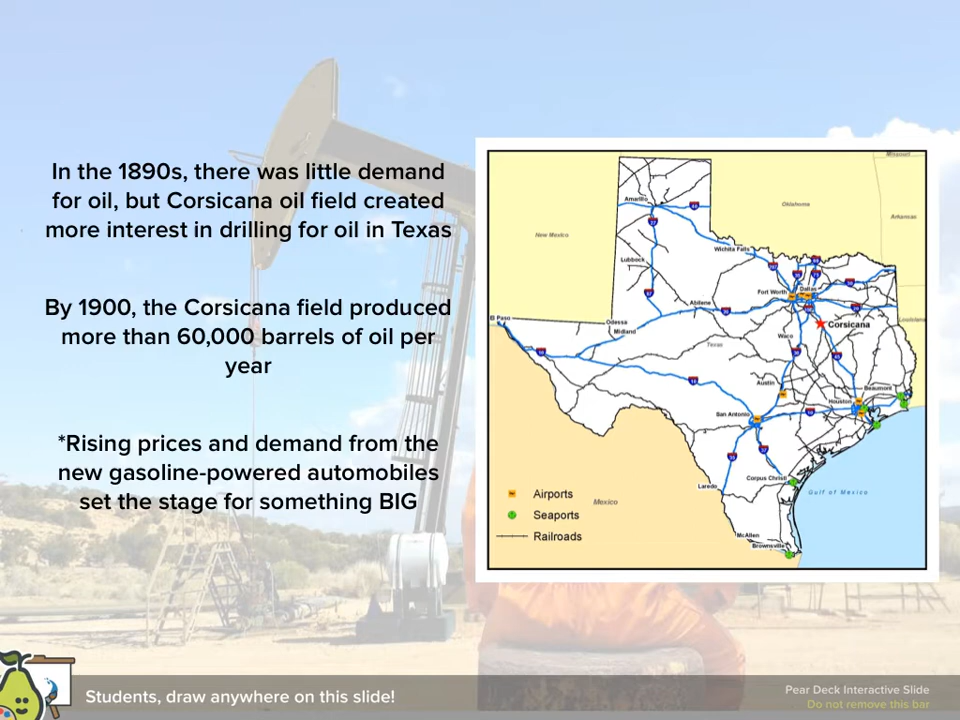 In the 1890s, there was little demand
for oil, but Corsicana oil field created
more interest in drilling for oil in Texas
By 1900, the Corsicana field produced
more than 60,000 barrels of oil per
year
*Rising prices and demand from the
new gasoline-powered automobiles
set the stage for something BIG
Missouri
Amarillo
Oklahoma
Arkansas
New Mexico
Wichita Falls
Lubbock
Fort Worth
Dallas
Abilene
El Paso
Odessa
Midland
Louisiana
Corsicana
Waco
Texas
Austin
Beaumont
Houston
San Antonio
Corpus Christi
Laredo
Gulf of Mexico
Mexico
McAllen
Brownsville
Airports
Seaports
Railroads
Students, draw anywhere on this slide!
Pear Deck Interactive Slide
Do not remove this bar